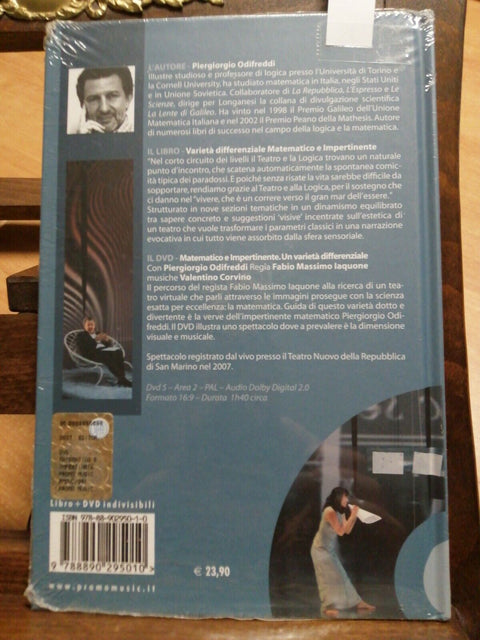 L'AUTORE - Piergiorgio Odifreddi
Illustre studioso e professore di logica presso l'Università di Torino e
la Cornell University, ha studiato matematica in Italia, negli Stati Uniti
e in Unione Sovietica. Collaboratore di La Repubblica, L'Espresso e Le
Scienze, dirige per Longanesi la collana di divulgazione scientifica
La Lente di Galileo. Ha vinto nel 1998 il Premio Galileo dell'Unione
Matematica Italiana e nel 2002 il Premio Peano della Mathesis. Autore
di numerosi libri di successo nel campo della logica e la matematica.
IL LIBRO - Varietà differenziale Matematico e Impertinente
"Nel corto circuito dei livelli il Teatro e la Logica trovano un naturale
punto d'incontro, che scatena automaticamente la spontanea comic-
ità tipica dei paradossi. E poiché senza risate la vita sarebbe difficile da
sopportare, rendiamo grazie al Teatro e alla Logica, per il sostegno che
ci danno nel "vivere, che è un correre verso il gran mar dell'essere."
Strutturato in nove sezioni tematiche in un dinamismo equilibrato
tra sapere concreto e suggestioni 'visive' incentrate sull'estetica di
un teatro che vuole trasformare i parametri classici in una narrazione
evocativa in cui tutto viene assorbito dalla sfera sensoriale.
IL DVD - Matematico e Impertinente. Un varietà differenziale
Con Piergiorgio Odifreddi Regia Fabio Massimo Iaquone
musiche Valentino Corvino
Il percorso del regista Fabio Massimo Iaquone alla ricerca di un tea-
tro virtuale che parli attraverso le immagini prosegue con la scienza
esatta per eccellenza: la matematica. Guida di questo varietà dotto e
divertente è la verve dell'impertinente matematico Piergiorgio Odi-
freddi. Il DVD illustra uno spettacolo dove a prevalere è la dimensione
visuale e musicale.
Spettacolo registrato dal vivo presso il Teatro Nuovo della Repubblica
di San Marino nel 2007.
Dvd 5 – Area 2 – PAL – Audio Dolby Digital 2.0
Formato 16:9 – Durata 1h40 circa
DVD
PROMO MUSIC
Libro + DVD indivisibili
ISBN 978-88-902950-1-0
9 788890 295010 >
€ 23,90
www.promomusic.it